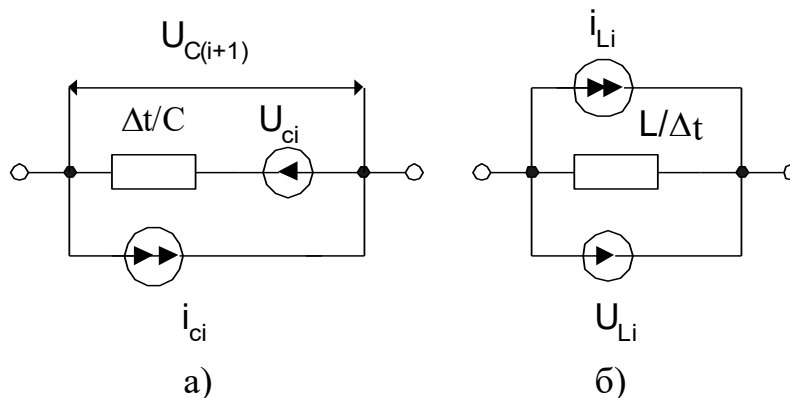 U_C(i+1)
Δt/C
U_ci
i_ci
а)
i_Li
L/Δt
U_Li
б)